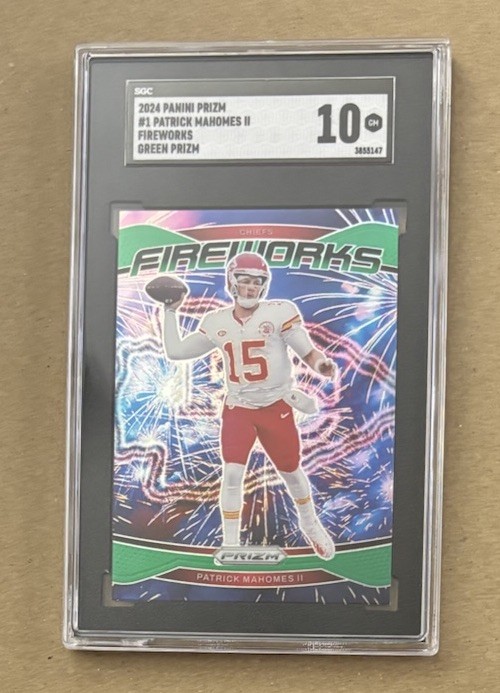 SGC
2024 PANINI PRIZM
#1 PATRICK MAHOMES II
FIREWORKS
GREEN PRIZM
10 GM
3855147
CHIEFS
FIREWORKS
15
PRIZM
PATRICK MAHOMES II